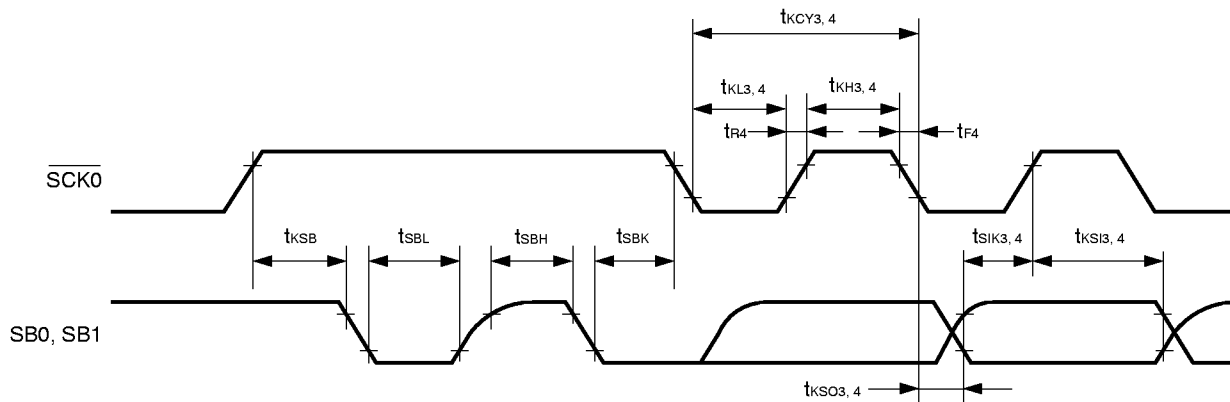 tKCY3, 4
tKL3, 4 tKH3, 4
tR4 tF4
SCK0
tKSB tSBL tSBH tSBK tSIK3, 4 tKSI3, 4
SB0, SB1
tKSO3, 4